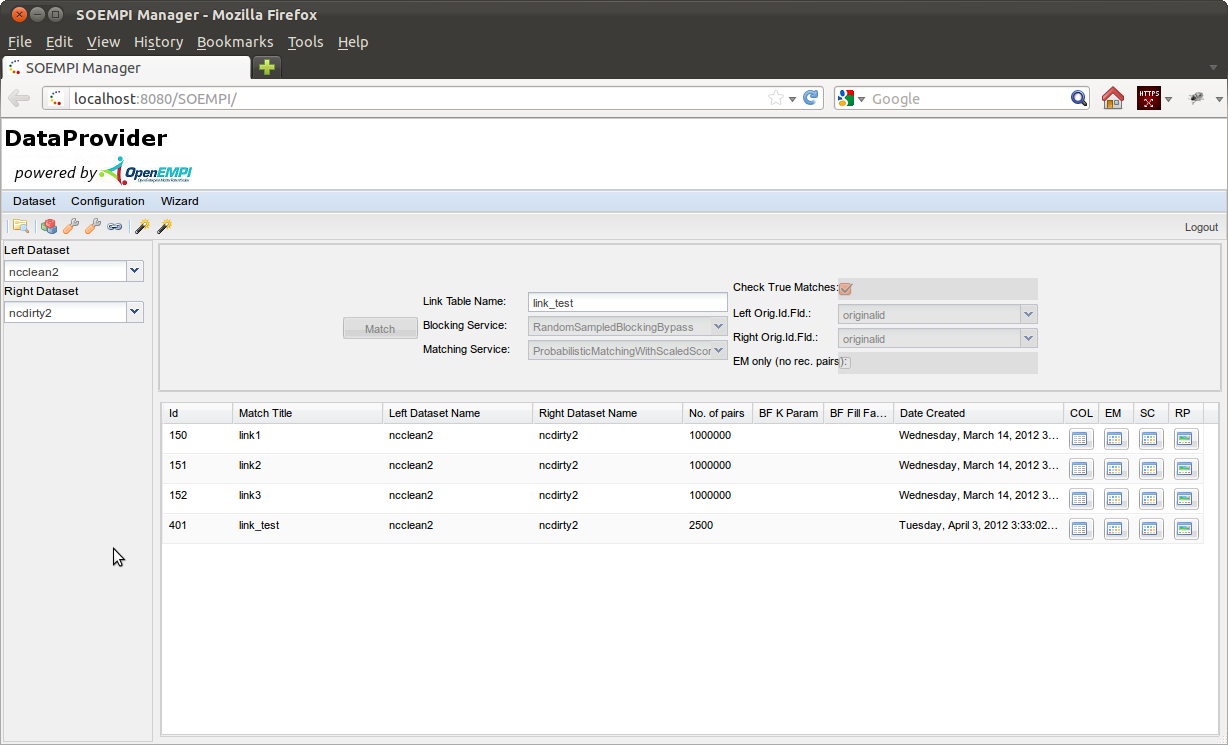 SOEMPI Manager - Mozilla Firefox
File Edit View History Bookmarks Tools Help
SOEMPI Manager
localhost:8080/SOEMPI/
Google
HTTPS
DataProvider
powered by OpenEMPI
Dataset Configuration Wizard
Logout
Left Dataset
ncclean2
Right Dataset
ncdirty2
Match
Link Table Name: link_test
Blocking Service: RandomSampledBlockingBypass
Matching Service: ProbabilisticMatchingWithScaledScor
Check True Matches:
Left Orig.Id.Fld.: originalid
Right Orig.Id.Fld.: originalid
EM only (no rec. pairs):
Id Match Title Left Dataset Name Right Dataset Name No. of pairs BF K Param BF Fill Fa... Date Created COL EM SC RP
150 link1 ncclean2 ncdirty2 1000000 Wednesday, March 14, 2012 3...
151 link2 ncclean2 ncdirty2 1000000 Wednesday, March 14, 2012 3...
152 link3 ncclean2 ncdirty2 1000000 Wednesday, March 14, 2012 3...
401 link_test ncclean2 ncdirty2 2500 Tuesday, April 3, 2012 3:33:02...